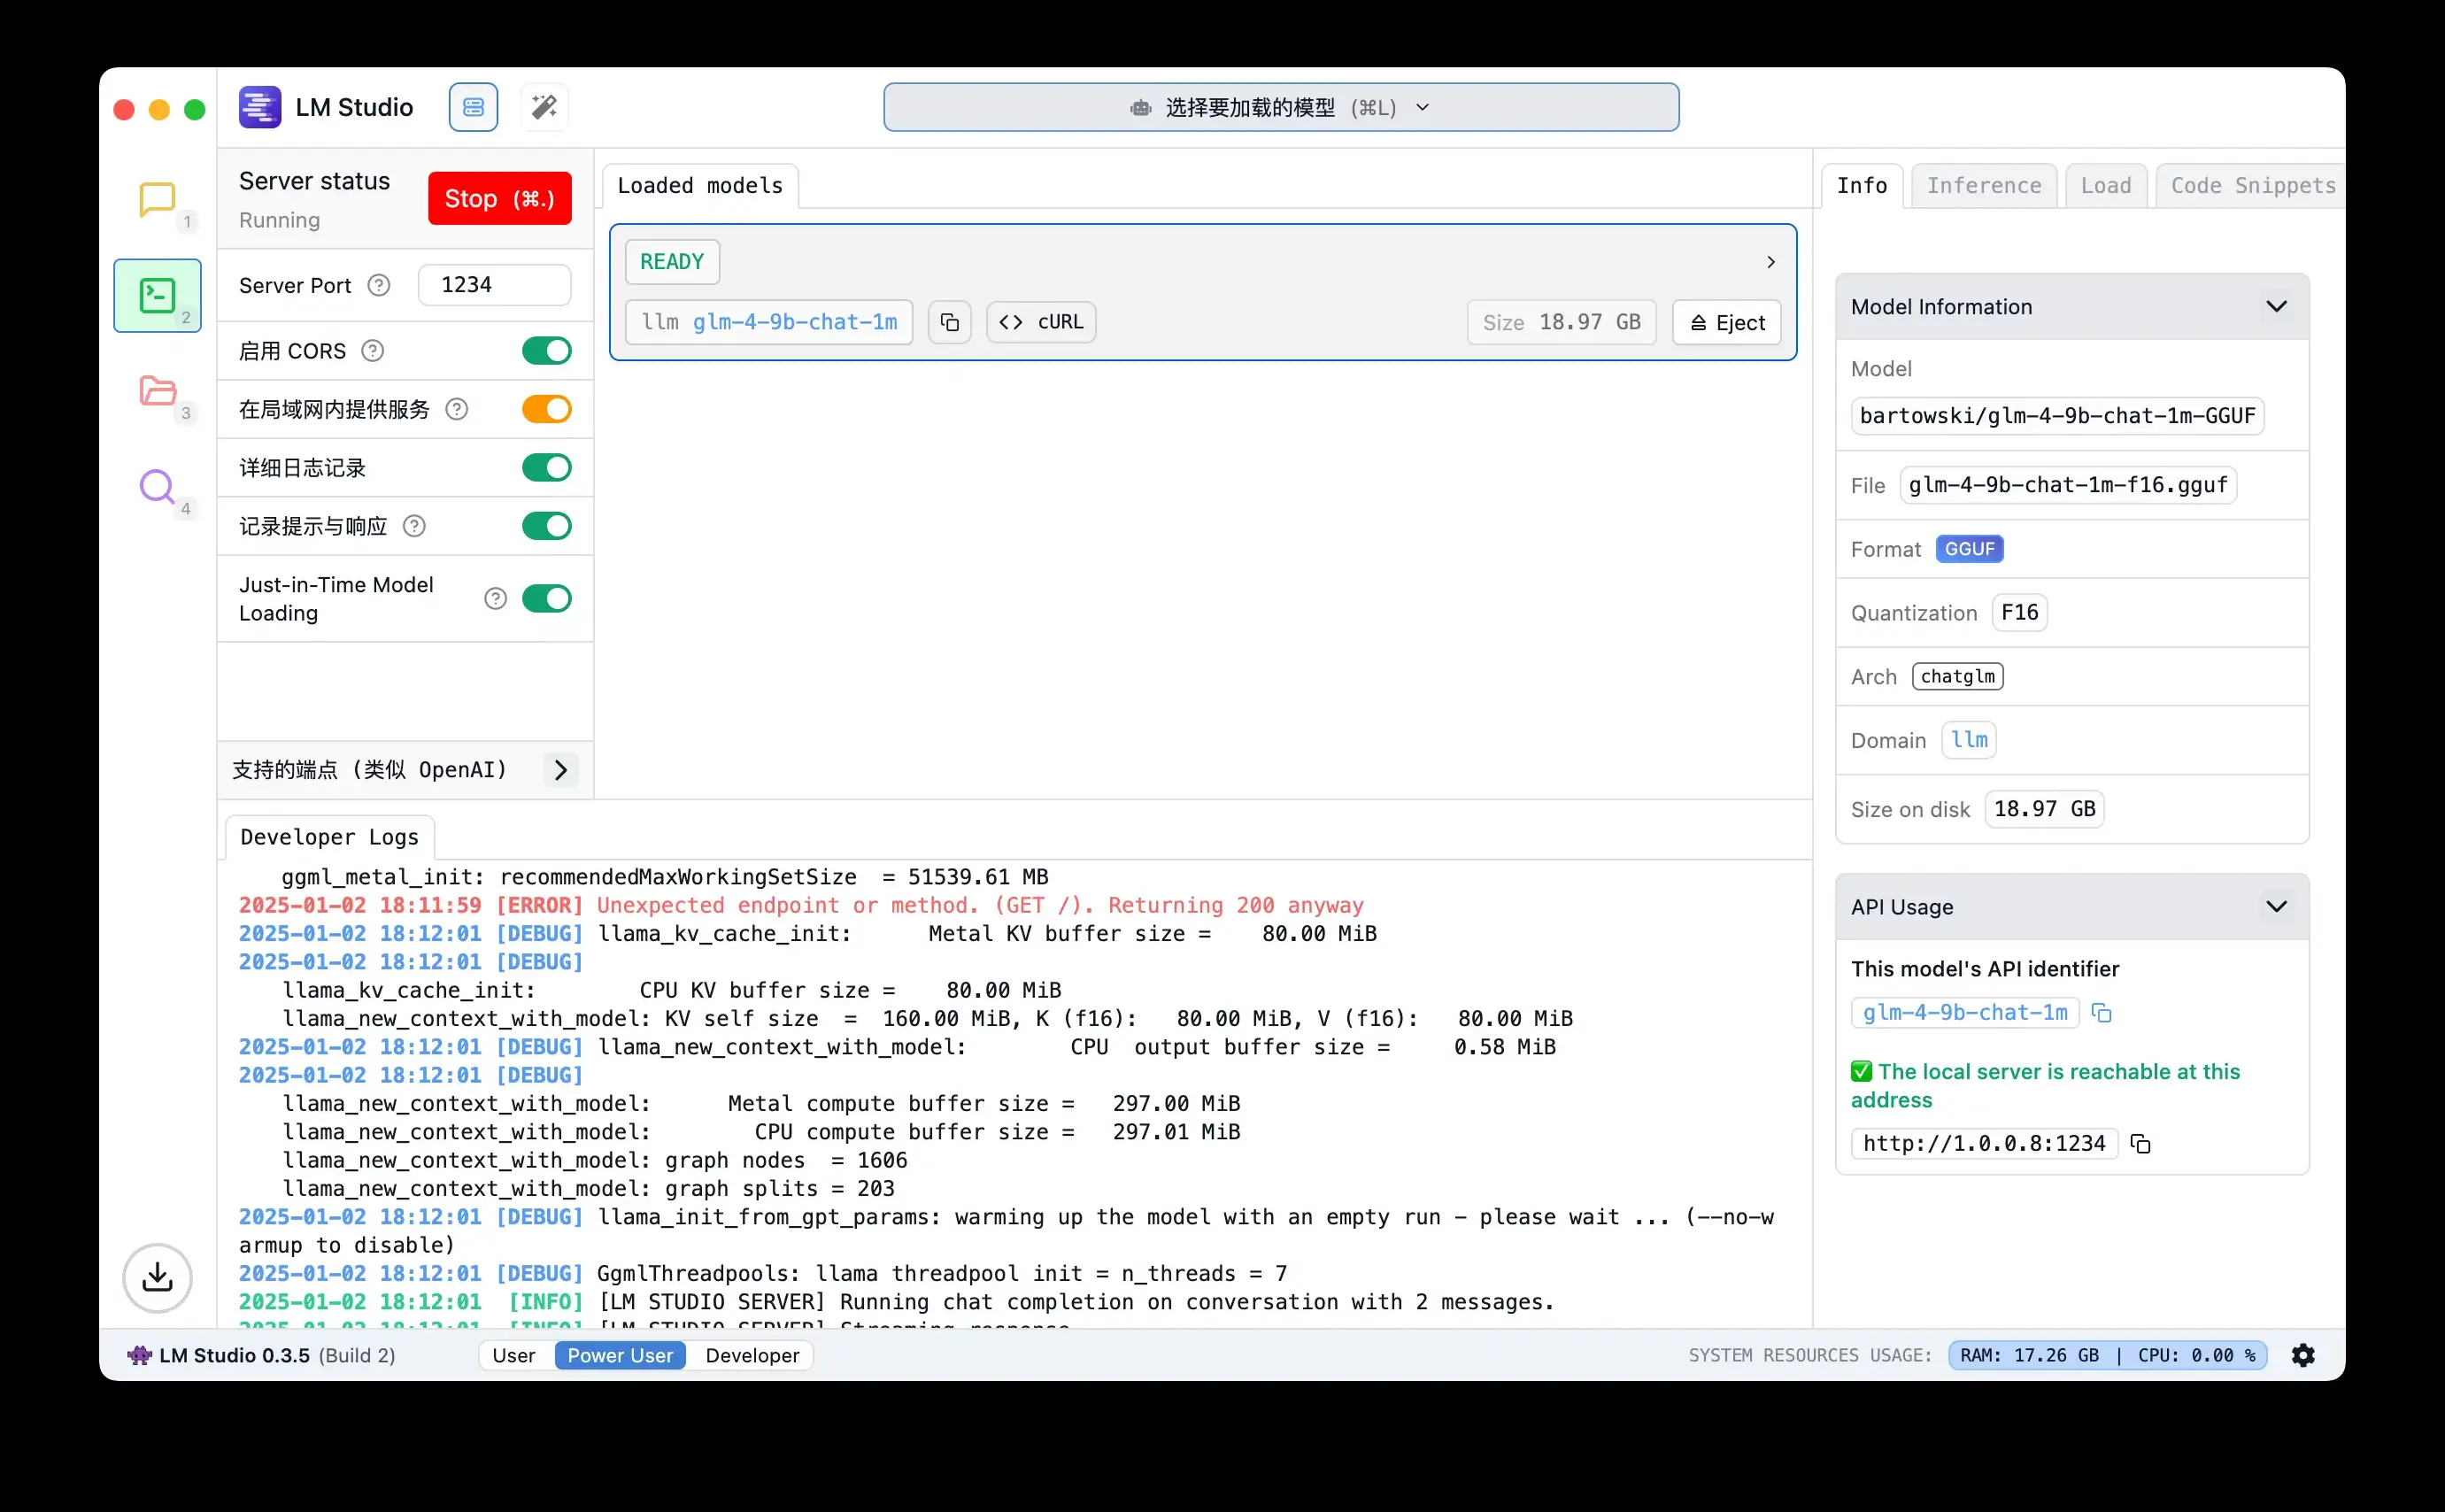 LM Studio
选择要加载的模型 (⌘L)
1
2
3
4
Server status
Running
Stop (⌘.)
Server Port
1234
启用 CORS
在局域网内提供服务
详细日志记录
记录提示与响应
Just-in-Time Model
Loading
支持的端点 (类似 OpenAI)
Loaded models
READY
llm glm-4-9b-chat-1m
cURL
Size 18.97 GB
Eject
Info
Inference
Load
Code Snippets
Model Information
Model
bartowski/glm-4-9b-chat-1m-GGUF
File glm-4-9b-chat-1m-f16.gguf
Format GGUF
Quantization F16
Arch chatglm
Domain llm
Size on disk 18.97 GB
API Usage
This model's API identifier
glm-4-9b-chat-1m
✅ The local server is reachable at this
address
http://1.0.0.8:1234
Developer Logs
ggml_metal_init: recommendedMaxWorkingSetSize  = 51539.61 MB
2025-01-02 18:11:59 [ERROR] Unexpected endpoint or method. (GET /). Returning 200 anyway
2025-01-02 18:12:01 [DEBUG] llama_kv_cache_init:      Metal KV buffer size =    80.00 MiB
2025-01-02 18:12:01 [DEBUG]
llama_kv_cache_init:        CPU KV buffer size =    80.00 MiB
llama_new_context_with_model: KV self size  =  160.00 MiB, K (f16):   80.00 MiB, V (f16):   80.00 MiB
2025-01-02 18:12:01 [DEBUG] llama_new_context_with_model:        CPU  output buffer size =     0.58 MiB
2025-01-02 18:12:01 [DEBUG]
llama_new_context_with_model:      Metal compute buffer size =   297.00 MiB
llama_new_context_with_model:        CPU compute buffer size =   297.01 MiB
llama_new_context_with_model: graph nodes  = 1606
llama_new_context_with_model: graph splits = 203
2025-01-02 18:12:01 [DEBUG] llama_init_from_gpt_params: warming up the model with an empty run - please wait ... (--no-w
armup to disable)
2025-01-02 18:12:01 [DEBUG] GgmlThreadpools: llama threadpool init = n_threads = 7
2025-01-02 18:12:01  [INFO] [LM STUDIO SERVER] Running chat completion on conversation with 2 messages.
2025-01-02 18:12:01  [INFO] [LM STUDIO SERVER] Streaming response
LM Studio 0.3.5 (Build 2)
User
Power User
Developer
SYSTEM RESOURCES USAGE:
RAM: 17.26 GB | CPU: 0.00 %